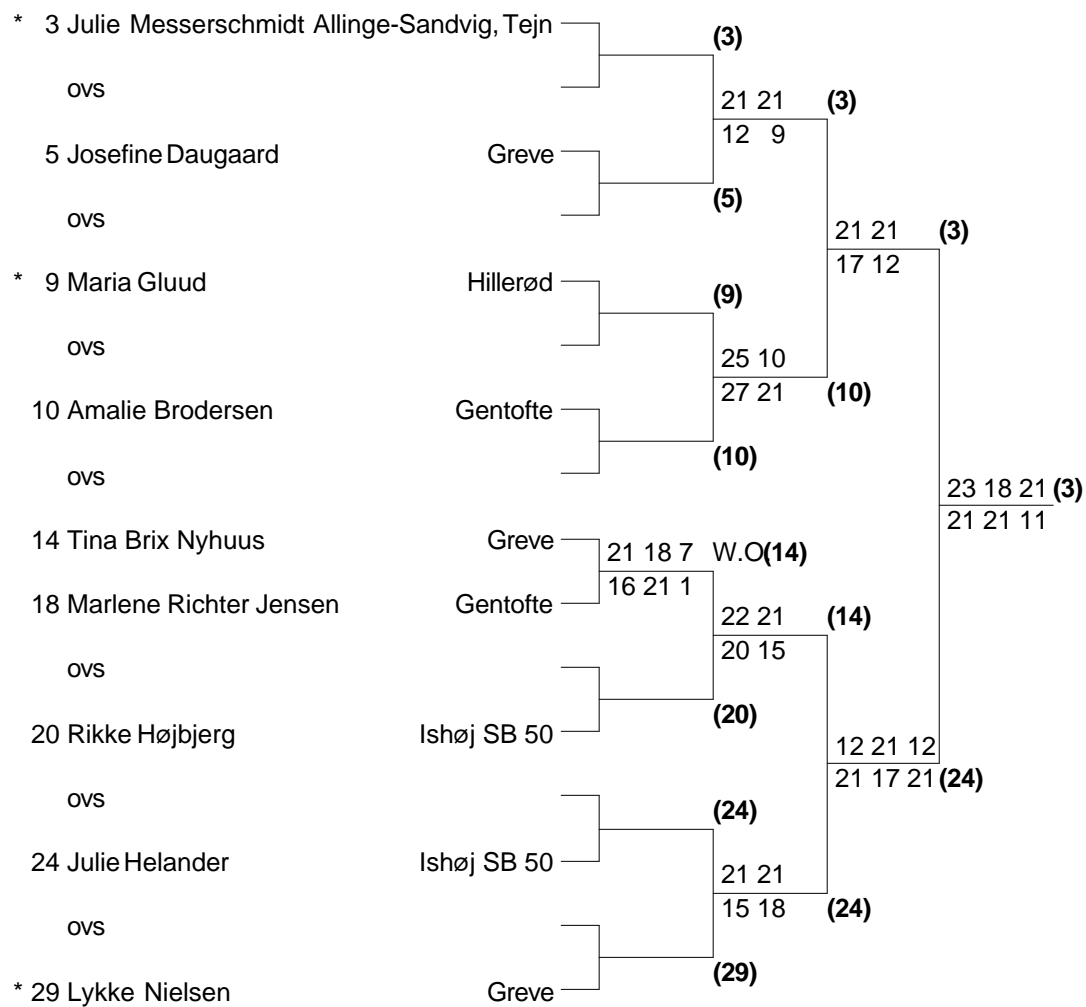 * 3 Julie Messerschmidt Allinge-Sandvig, Tejn
(3)
ovs
21 21 (3)
12 9
5 Josefine Daugaard Greve
(5)
ovs
21 21 (3)
17 12
* 9 Maria Gluud Hillerød
(9)
ovs
25 10
27 21 (10)
10 Amalie Brodersen Gentofte
(10)
ovs
23 18 21 (3)
21 21 11
14 Tina Brix Nyhuus Greve
21 18 7 W.O(14)
16 21 1
18 Marlene Richter Jensen Gentofte
22 21 (14)
20 15
ovs
(20)
20 Rikke Højbjerg Ishøj SB 50
12 21 12
21 17 21 (24)
ovs
(24)
24 Julie Helander Ishøj SB 50
21 21
15 18 (24)
ovs
(29)
* 29 Lykke Nielsen Greve